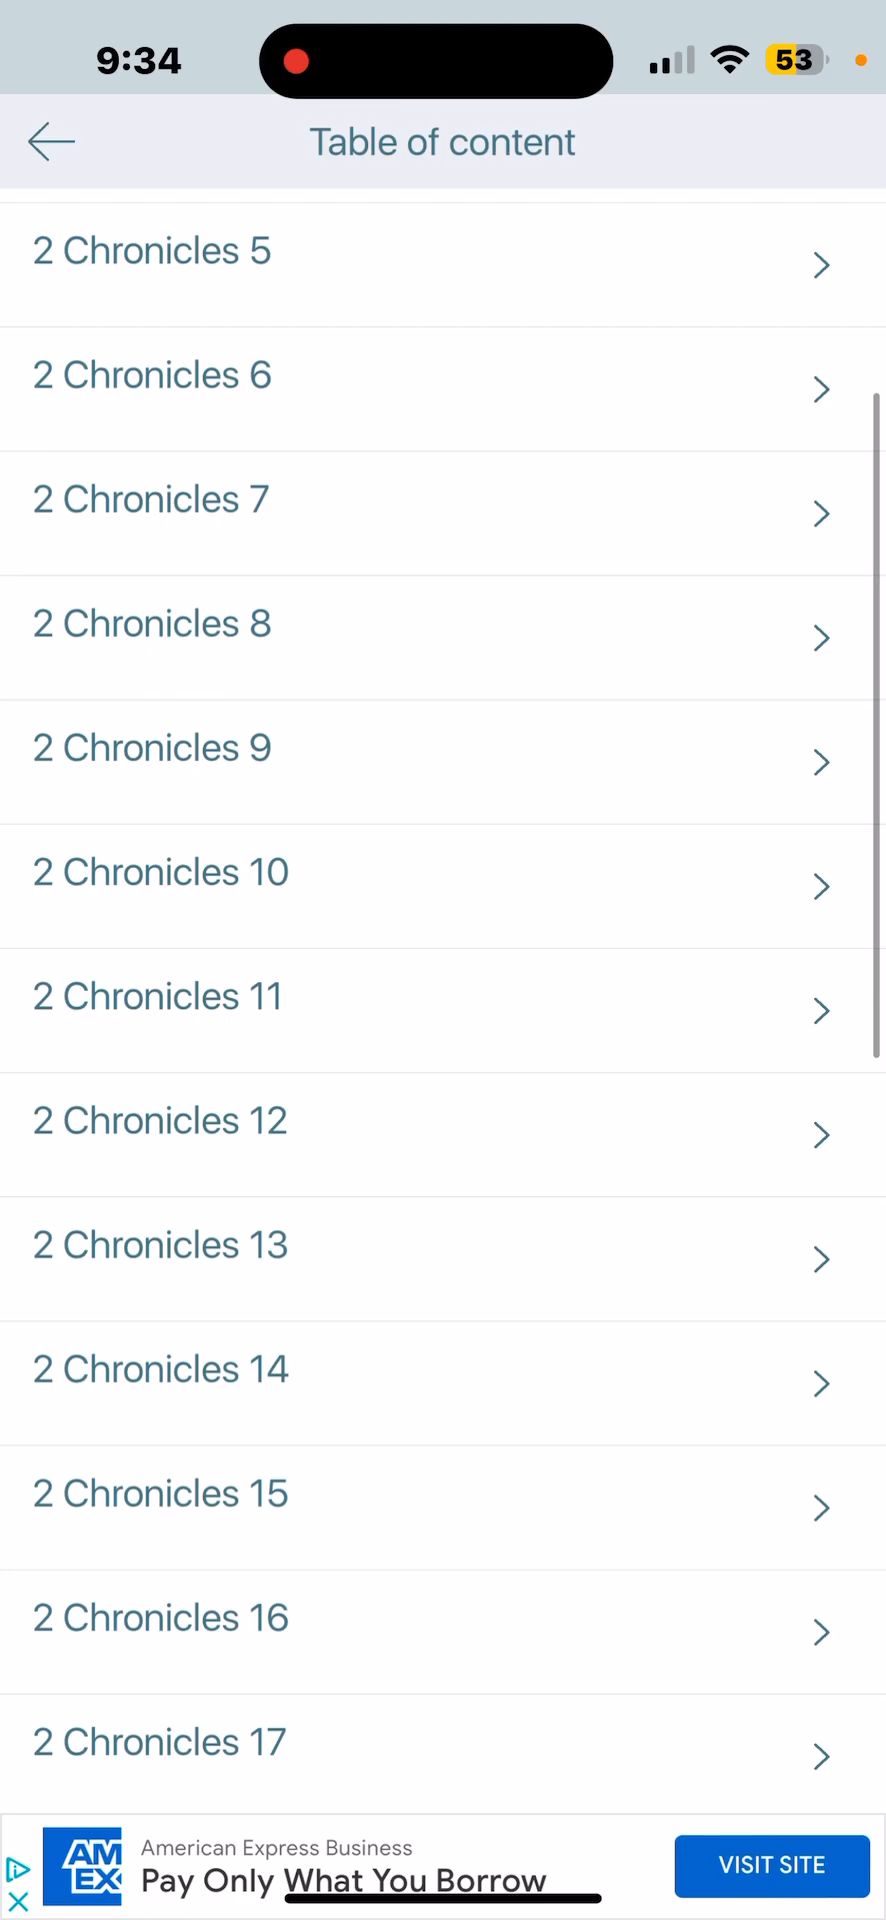 9:34
53
Table of content
2 Chronicles 5
2 Chronicles 6
2 Chronicles 7
2 Chronicles 8
2 Chronicles 9
2 Chronicles 10
2 Chronicles 11
2 Chronicles 12
2 Chronicles 13
2 Chronicles 14
2 Chronicles 15
2 Chronicles 16
2 Chronicles 17
AM
EX
American Express Business
Pay Only What You Borrow
VISIT SITE